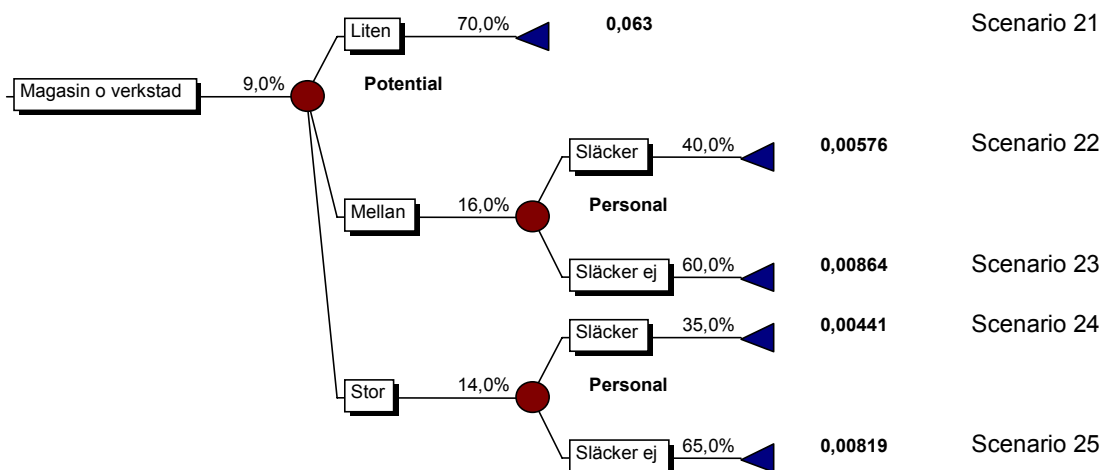 Liten 70,0% 0,063 Scenario 21
Magasin o verkstad 9,0% Potential
Släcker 40,0% 0,00576 Scenario 22
Mellan 16,0% Personal
Släcker ej 60,0% 0,00864 Scenario 23
Släcker 35,0% 0,00441 Scenario 24
Stor 14,0% Personal
Släcker ej 65,0% 0,00819 Scenario 25